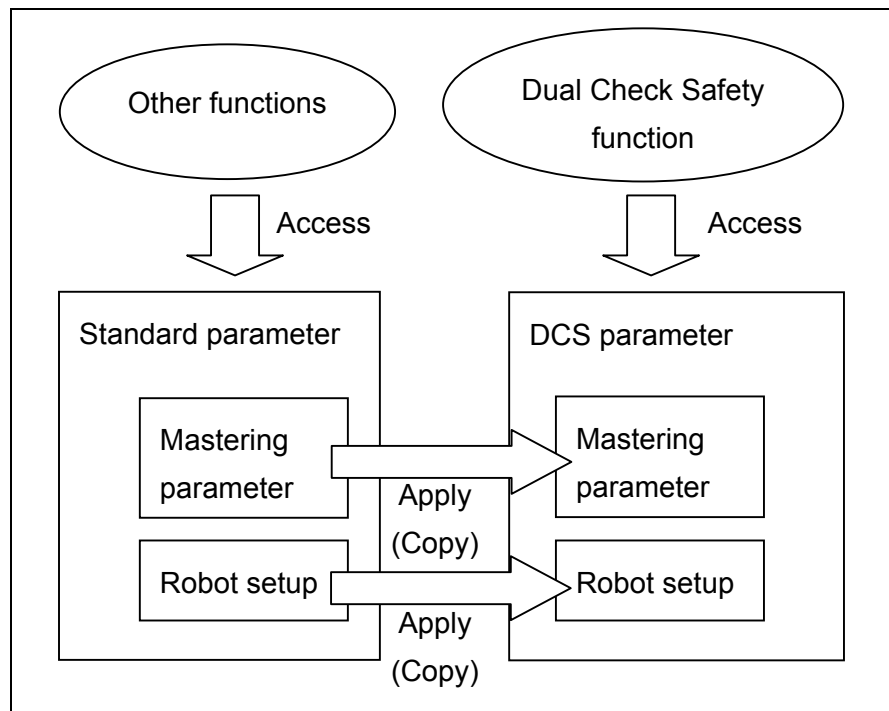 Other functions
Dual Check Safety
function
Access
Access
Standard parameter
DCS parameter
Mastering
parameter
Mastering
parameter
Apply
(Copy)
Robot setup
Robot setup
Apply
(Copy)